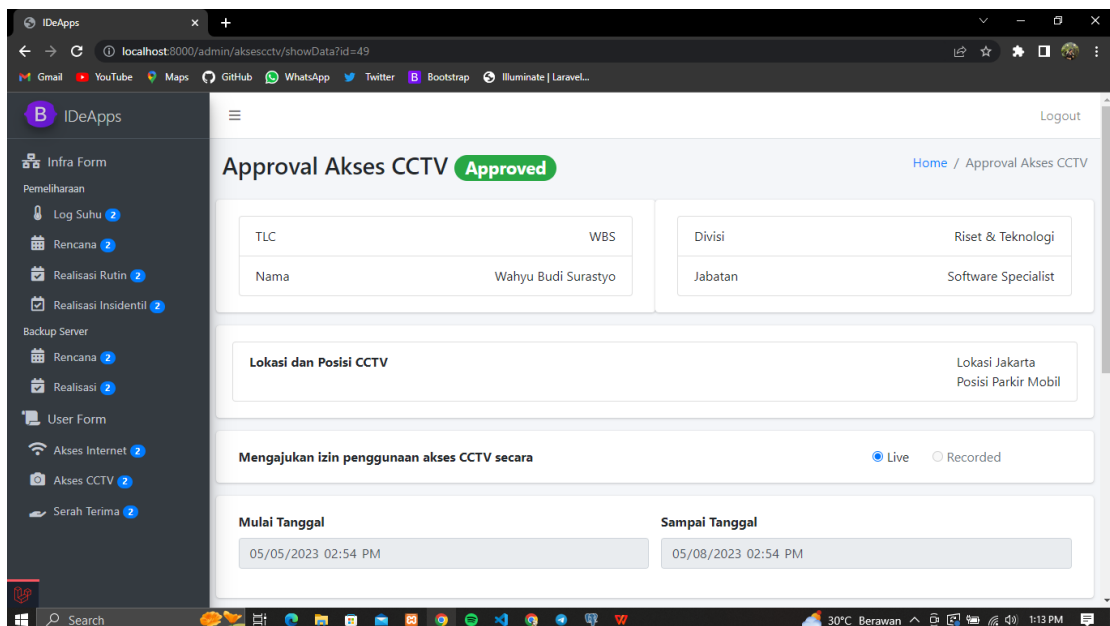 IDeApps
localhost:8000/admin/aksescctv/showData?id=49
Gmail YouTube Maps GitHub WhatsApp Twitter B Bootstrap Illuminate | Laravel...
B IDeApps
Logout
Infra Form
Pemeliharaan
Log Suhu 2
Rencana 2
Realisasi Rutin 2
Realisasi Insidentil 2
Backup Server
Rencana 2
Realisasi 2
User Form
Akses Internet 2
Akses CCTV 2
Serah Terima 2
Approval Akses CCTV Approved
Home / Approval Akses CCTV
TLC WBS
Nama Wahyu Budi Surastyo
Divisi Riset & Teknologi
Jabatan Software Specialist
Lokasi dan Posisi CCTV
Lokasi Jakarta
Posisi Parkir Mobil
Mengajukan izin penggunaan akses CCTV secara Live Recorded
Mulai Tanggal Sampai Tanggal
05/05/2023 02:54 PM 05/08/2023 02:54 PM
Search 30°C Berawan 1:13 PM